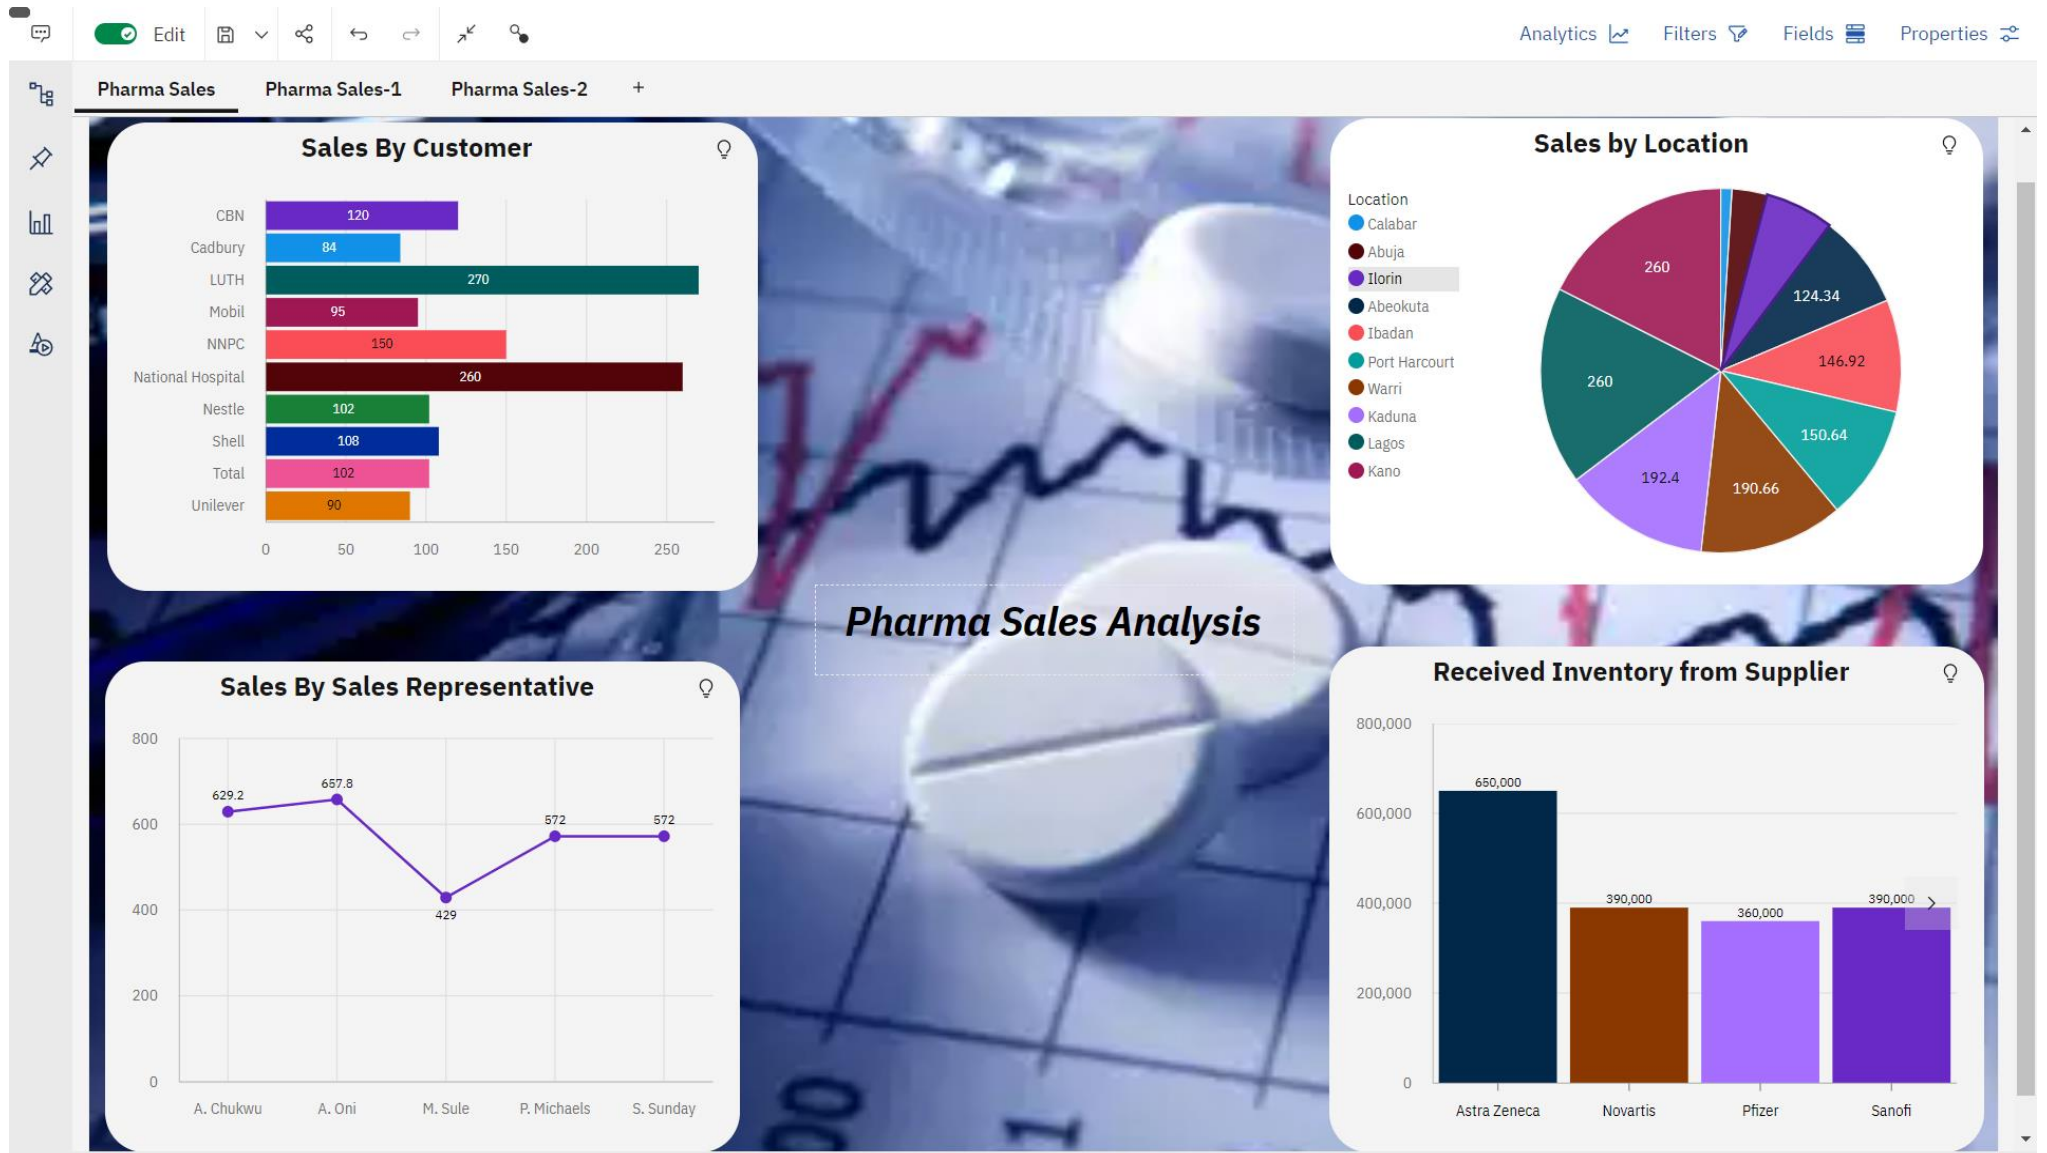 Edit
Analytics
Filters
Fields
Properties
Pharma Sales
Pharma Sales-1
Pharma Sales-2
+
Sales By Customer
CBN 120
Cadbury 84
LUTH 270
Mobil 95
NNPC 150
National Hospital 260
Nestle 102
Shell 108
Total 102
Unilever 90
0 50 100 150 200 250
Sales by Location
Location
Calabar
Abuja
Ilorin
Abeokuta
Ibadan
Port Harcourt
Warri
Kaduna
Lagos
Kano
260
124.34
146.92
260
150.64
192.4
190.66
Pharma Sales Analysis
Sales By Sales Representative
800
600
400
200
0
629.2
657.8
429
572
572
A. Chukwu A. Oni M. Sule P. Michaels S. Sunday
Received Inventory from Supplier
800,000
600,000
400,000
200,000
0
650,000
390,000
360,000
390,000
Astra Zeneca Novartis Pfizer Sanofi
00
1